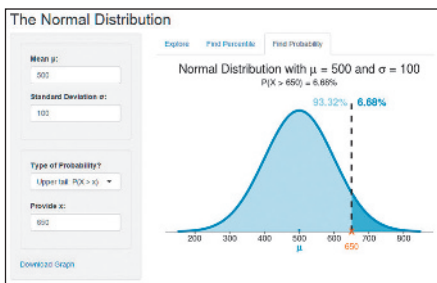 The Normal Distribution
Explore Find Percentile Find Probability
Mean μ:
500
Standard Deviation σ:
100
Type of Probability?
Upper tail P(X > x)
Provide x:
650
Download Graph
Normal Distribution with μ = 500 and σ = 100
P(X > 650) = 6.68%
93.32% 6.68%
200 300 400 500 600 700 800 900
μ 650